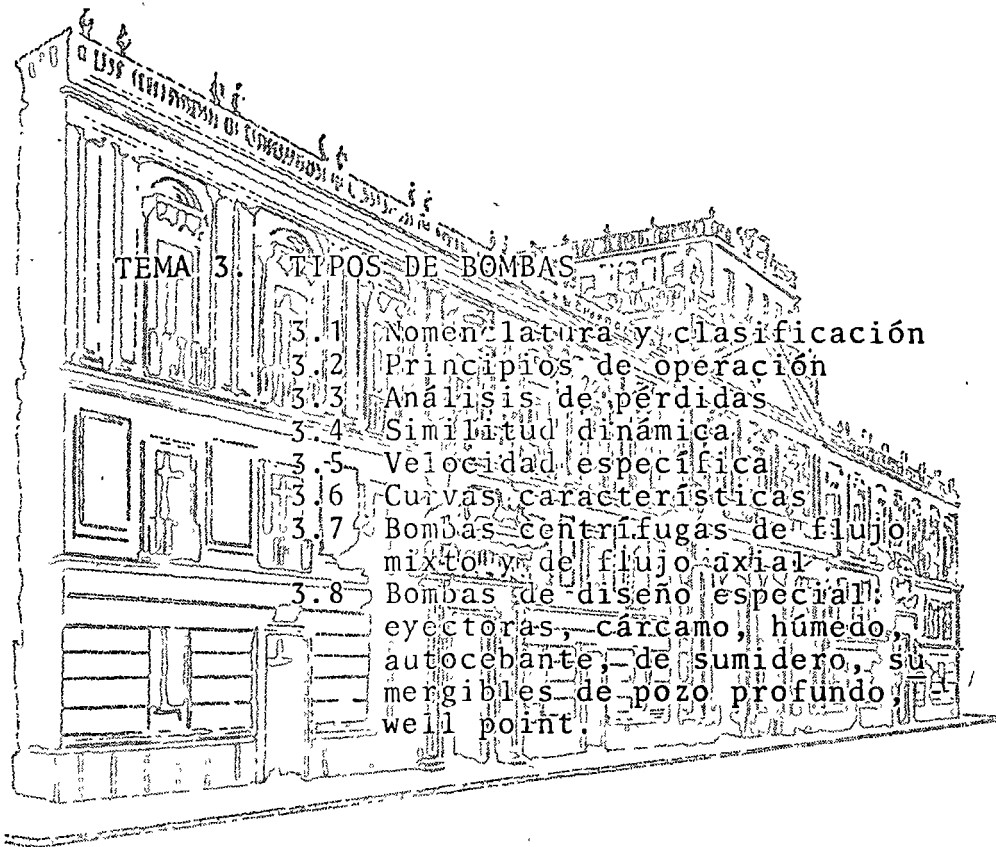 TEMA 3. TIPOS DE BOMBAS
3.1 Nomenclatura y clasificación
3.2 Principios de operación
3.3 Análisis de pérdidas
3.4 Similitud dinámica
3.5 Velocidad específica
3.6 Curvas características
3.7 Bombas centrífugas de flujo
mixto y de flujo axial
3.8 Bombas de diseño especial:
eyectoras, cárcamo, húmedo,
autocebante, de sumidero, su
mergibles de pozo profundo,
well point.